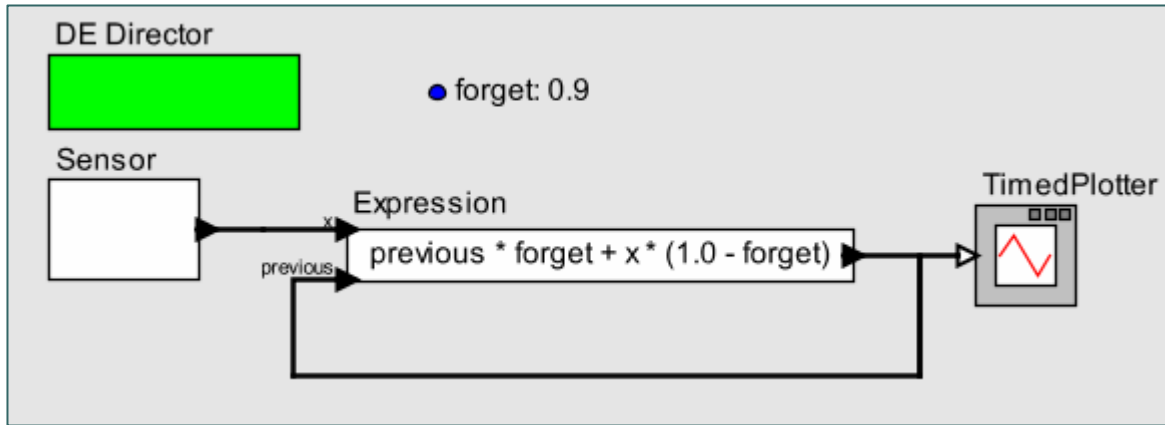 DE Director
forget: 0.9
Sensor
TimedPlotter
Expression
x
previous * forget + x * (1.0 - forget)
previous